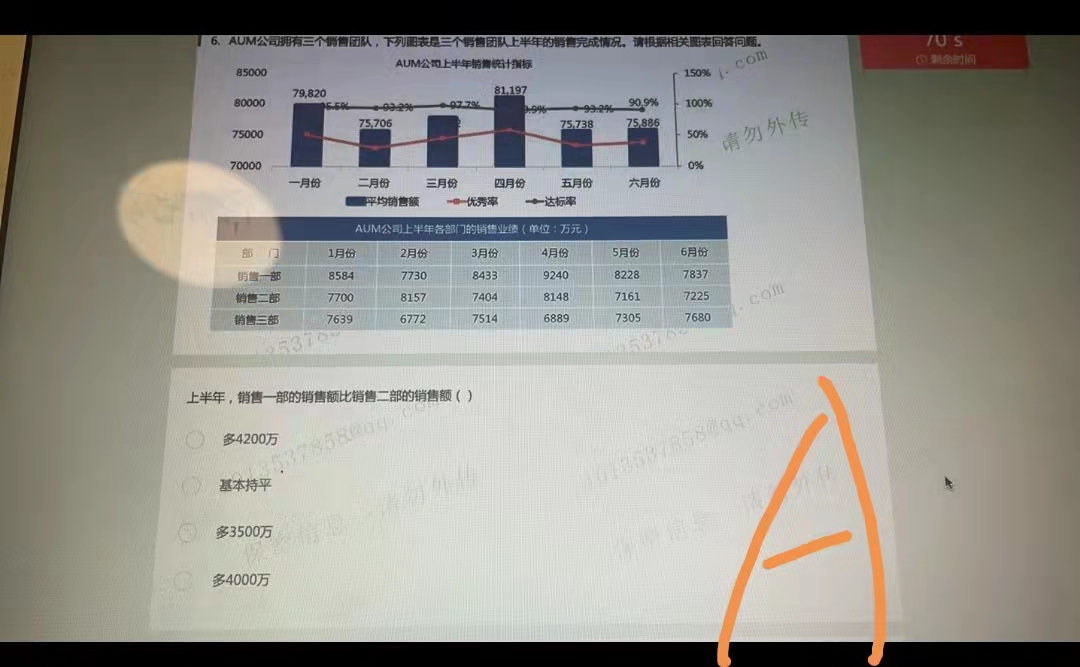 6. AUM公司拥有三个销售团队，下列图表是三个销售团队上半年的销售完成情况。请根据相关图表回答问题。
70 s
剩余时间
AUM公司上半年销售统计指标
85000
80000
75000
70000
150%
100%
50%
0%
79,820
75,706
81,197
75,738
75,886
93.2%
97.7%
93.2%
90.9%
一月份 二月份 三月份 四月份 五月份 六月份
平均销售额 优秀率 达标率
AUM公司上半年各部门的销售业绩（单位：万元）
部 门 1月份 2月份 3月份 4月份 5月份 6月份
销售一部 8584 7730 8433 9240 8228 7837
销售二部 7700 8157 7404 8148 7161 7225
销售三部 7639 6772 7514 6889 7305 7680
上半年，销售一部的销售额比销售二部的销售额（ ）
多4200万
基本持平
多3500万
多4000万
A
请勿外传
1013537858@qq.com
请勿外传